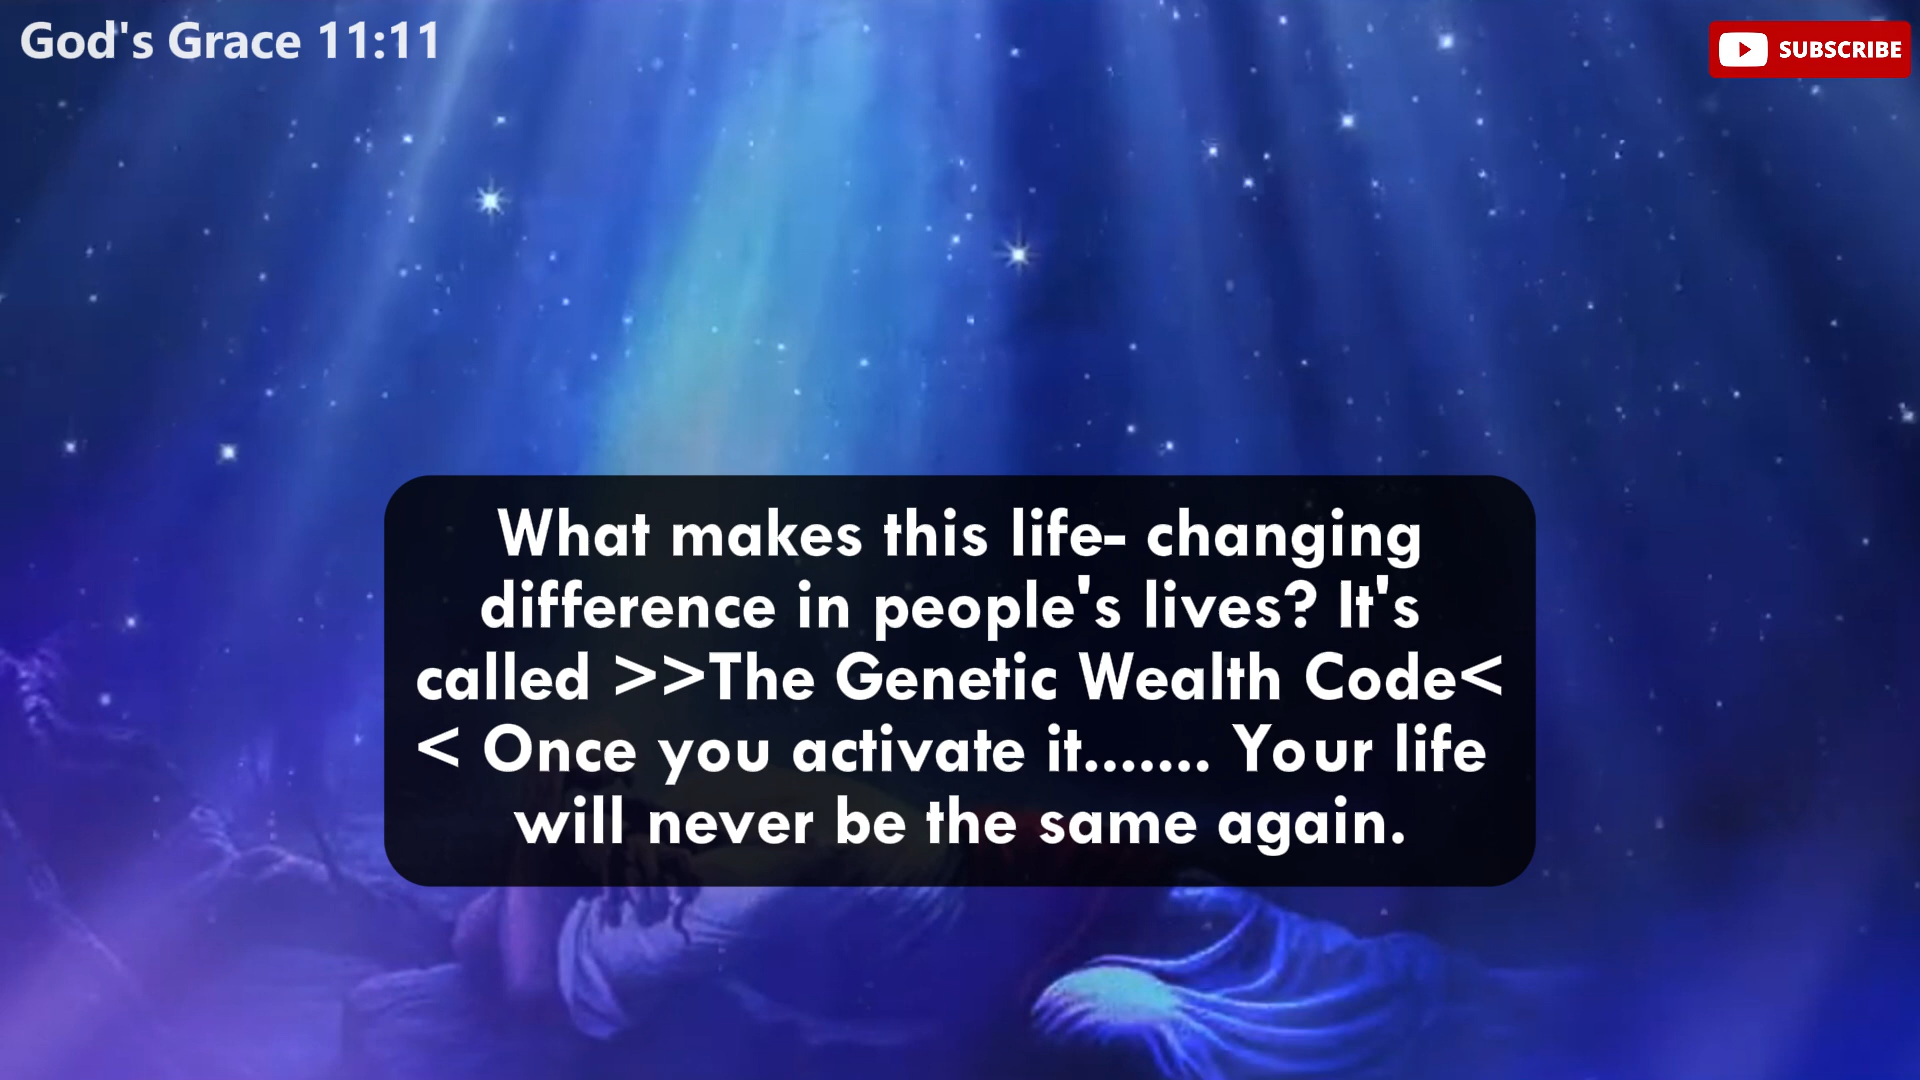 God's Grace 11:11
SUBSCRIBE
What makes this life- changing
difference in people's lives? It's
called >>The Genetic Wealth Code<
< Once you activate it....... Your life
will never be the same again.